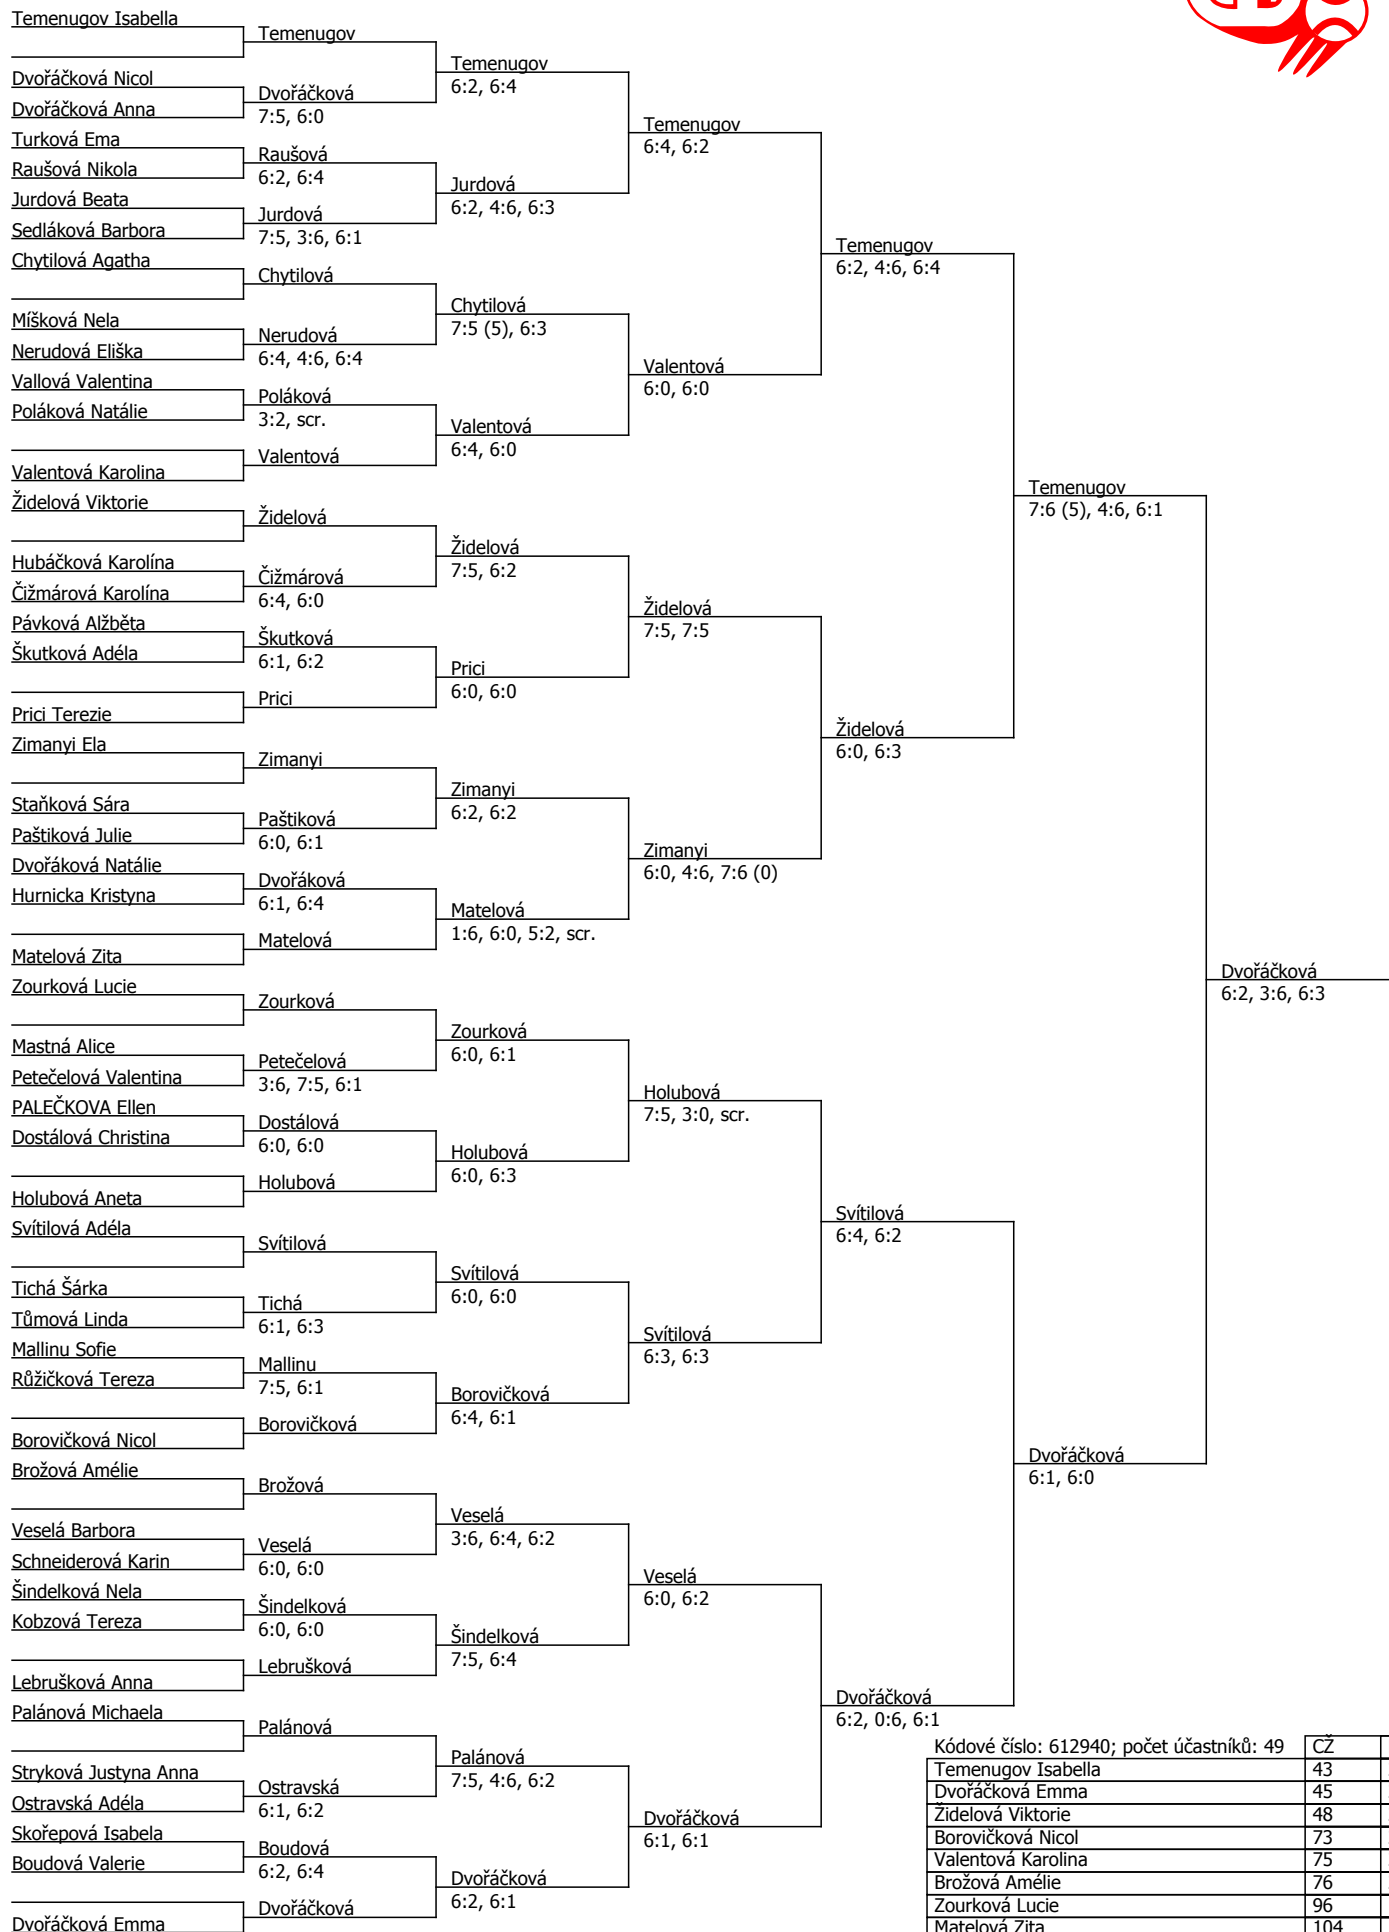 Temenugov Isabella
Dvořáčková Nicol
Dvořáčková Anna
Turková Ema
Raušová Nikola
Jurdová Beata
Sedláková Barbora
Chytilová Agatha
Míšková Nela
Nerudová Eliška
Vallová Valentina
Poláková Natálie
Valentová Karolina
Židelová Viktorie
Hubáčková Karolína
Čižmárová Karolína
Pávková Alžběta
Škutková Adéla
Prici Terezie
Zimanyi Ela
Staňková Sára
Paštiková Julie
Dvořáková Natálie
Hurnicka Kristyna
Matelová Zita
Zourková Lucie
Mastná Alice
Petečelová Valentina
PALEČKOVA Ellen
Dostálová Christina
Holubová Aneta
Svítilová Adéla
Tichá Šárka
Tůmová Linda
Mallinu Sofie
Růžičková Tereza
Borovičková Nicol
Brožová Amélie
Veselá Barbora
Schneiderová Karin
Šindelková Nela
Kobzová Tereza
Lebrušková Anna
Palánová Michaela
Stryková Justyna Anna
Ostravská Adéla
Skořepová Isabela
Boudová Valerie
Dvořáčková Emma
Temenugov
Dvořáčková
7:5, 6:0
Raušová
6:2, 6:4
Jurdová
7:5, 3:6, 6:1
Chytilová
Nerudová
6:4, 4:6, 6:4
Poláková
3:2, scr.
Valentová
Židelová
Čižmárová
6:4, 6:0
Škutková
6:1, 6:2
Prici
Zimanyi
Paštiková
6:0, 6:1
Dvořáková
6:1, 6:4
Matelová
Zourková
Petečelová
3:6, 7:5, 6:1
Dostálová
6:0, 6:0
Holubová
Svítilová
Tichá
6:1, 6:3
Mallinu
7:5, 6:1
Borovičková
Brožová
Veselá
6:0, 6:0
Šindelková
6:0, 6:0
Lebrušková
Palánová
Ostravská
6:1, 6:2
Boudová
6:2, 6:4
Dvořáčková
Temenugov
6:2, 6:4
Jurdová
6:2, 4:6, 6:3
Chytilová
7:5 (5), 6:3
Valentová
6:4, 6:0
Židelová
7:5, 6:2
Prici
6:0, 6:0
Zimanyi
6:2, 6:2
Matelová
1:6, 6:0, 5:2, scr.
Zourková
6:0, 6:1
Holubová
6:0, 6:3
Svítilová
6:0, 6:0
Borovičková
6:4, 6:1
Veselá
3:6, 6:4, 6:2
Šindelková
7:5, 6:4
Palánová
7:5, 4:6, 6:2
Dvořáčková
6:2, 6:1
Temenugov
6:4, 6:2
Valentová
6:0, 6:0
Židelová
7:5, 7:5
Zimanyi
6:0, 4:6, 7:6 (0)
Holubová
7:5, 3:0, scr.
Svítilová
6:3, 6:3
Veselá
6:0, 6:2
Dvořáčková
6:1, 6:1
Temenugov
6:2, 4:6, 6:4
Židelová
6:0, 6:3
Svítilová
6:4, 6:2
Dvořáčková
6:2, 0:6, 6:1
Temenugov
7:6 (5), 4:6, 6:1
Dvořáčková
6:1, 6:0
Dvořáčková
6:2, 3:6, 6:3
Kódové číslo: 612940; počet účastníků: 49 CŽ
Temenugov Isabella 43
Dvořáčková Emma 45
Židelová Viktorie 48
Borovičková Nicol 73
Valentová Karolina 75
Brožová Amélie 76
Zourková Lucie 96
Matelová Zita 104